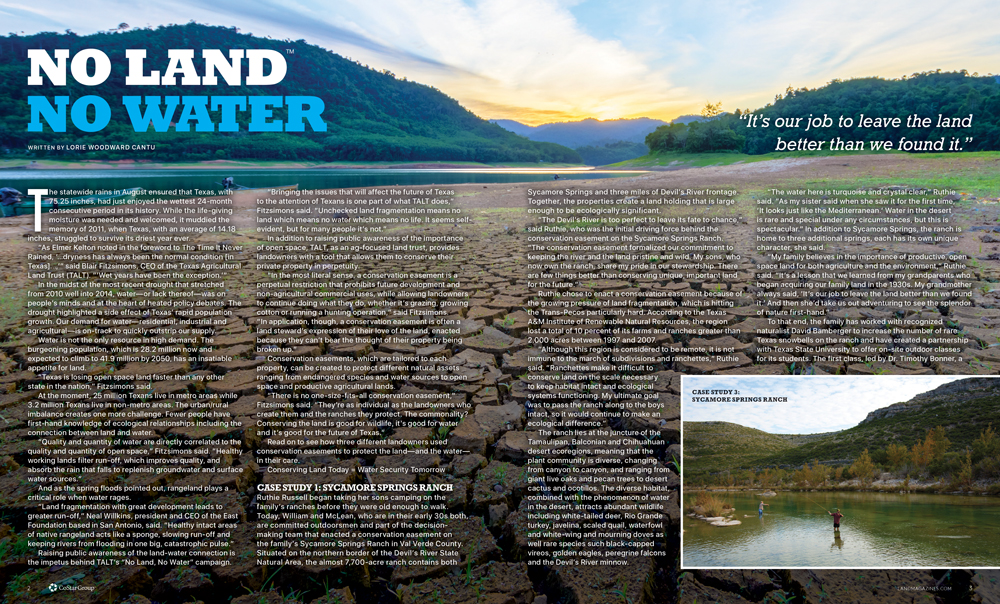 NO LAND™
NO WATER
WRITTEN BY LORIE WOODWARD CANTU
“It’s our job to leave the land
better than we found it.”
The statewide rains in August ensured that Texas, with
75.25 inches, had just enjoyed the wettest 24-month
consecutive period in its history. While the life-giving
moisture was needed and welcomed, it muddied the
memory of 2011, when Texas, with an average of 14.18
inches, struggled to survive its driest year ever.
“As Elmer Kelton noted in the foreword to The Time It Never
Rained, ‘... dryness has always been the normal condition [in
Texas]. ...’” said Blair Fitzsimons, CEO of the Texas Agricultural
Land Trust (TALT). “‘Wet years have been the exception.’”
In the midst of the most recent drought that stretched
from 2010 well into 2014, water—or lack thereof—was on
people’s minds and at the heart of heated policy debates. The
drought highlighted a side effect of Texas’ rapid population
growth. Our demand for water—residential, industrial and
agricultural—is on-track to quickly outstrip our supply.
Water is not the only resource in high demand. The
burgeoning population, which is 28.2 million now and
expected to climb to 41.9 million by 2050, has an insatiable
appetite for land.
“Texas is losing open space land faster than any other
state in the nation,” Fitzsimons said.
At the moment, 25 million Texans live in metro areas while
3.2 million Texans live in non-metro areas. The urban/rural
imbalance creates one more challenge. Fewer people have
first-hand knowledge of ecological relationships including the
connection between land and water.
“Quality and quantity of water are directly correlated to the
quality and quantity of open space,” Fitzsimons said. “Healthy
working lands filter run-off, which improves quality, and
absorb the rain that falls to replenish groundwater and surface
water sources.”
And as the spring floods pointed out, rangeland plays a
critical role when water rages.
“Land fragmentation with great development leads to
greater run-off,” Neal Wilkins, president and CEO of the East
Foundation based in San Antonio, said. “Healthy intact areas
of native rangeland acts like a sponge, slowing run-off and
keeping rivers from flooding in one big, catastrophic pulse.”
Raising public awareness of the land-water connection is
the impetus behind TALT’s “No Land, No Water” campaign.
“Bringing the issues that will affect the future of Texas
to the attention of Texans is one part of what TALT does,”
Fitzsimons said. “Unchecked land fragmentation means no
land which means no water which means no life. It seems self-
evident, but for many people it’s not.”
In addition to raising public awareness of the importance
of open space, TALT, as an ag-focused land trust, provides
landowners with a tool that allows them to conserve their
private property in perpetuity.
“In the most literal sense, a conservation easement is a
perpetual restriction that prohibits future development and
non-agricultural commercial uses, while allowing landowners
to continue doing what they do, whether it’s grazing, growing
cotton or running a hunting operation,” said Fitzsimons.
“In application, though, a conservation easement is often a
land steward’s expression of their love of the land, enacted
because they can’t bear the thought of their property being
broken up.”
Conservation easements, which are tailored to each
property, can be created to protect different natural assets
ranging from endangered species and water sources to open
space and productive agricultural lands.
“There is no one-size-fits-all conservation easement,”
Fitzsimons said. “They’re as individual as the landowners who
create them and the ranches they protect. The commonality?
Conserving the land is good for wildlife, it’s good for water
and it’s good for the future of Texas.”
Read on to see how three different landowners used
conservation easements to protect the land—and the water—
in their care.
Conserving Land Today = Water Security Tomorrow
CASE STUDY 1: SYCAMORE SPRINGS RANCH
Ruthie Russell began taking her sons camping on the
family’s ranches before they were old enough to walk.
Today, William and McLean, who are in their early 30s both,
are committed outdoorsmen and part of the decision-
making team that enacted a conservation easement on
the family’s Sycamore Springs Ranch in Val Verde County.
Situated on the northern border of the Devil’s River State
Natural Area, the almost 7,700-acre ranch contains both
Sycamore Springs and three miles of Devil’s River frontage.
Together, the properties create a land holding that is large
enough to be ecologically significant.
“The Devil’s River is too perfect to leave its fate to chance,”
said Ruthie, who was the initial driving force behind the
conservation easement on the Sycamore Springs Ranch.
“The conservation easement formalized our commitment to
keeping the river and the land pristine and wild. My sons, who
now own the ranch, share my pride in our stewardship. There
are few things better than conserving unique, important land
for the future.”
Ruthie chose to enact a conservation easement because of
the growing pressure of land fragmentation, which is hitting
the Trans-Pecos particularly hard. According to the Texas
A&M Institute of Renewable Natural Resources, the region
lost a total of 10 percent of its farms and ranches greater than
2,000 acres between 1997 and 2007.
“Although this region is considered to be remote, it is not
immune to the march of subdivisions and ranchettes,” Ruthie
said. “Ranchettes make it difficult to
conserve land on the scale necessary
to keep habitat intact and ecological
systems functioning. My ultimate goal
was to pass the ranch along to the boys
intact, so it would continue to make an
ecological difference.”
The ranch lies at the juncture of the
Tamaulipan, Balconian and Chihuahuan
desert ecoregions, meaning that the
plant community is diverse, changing
from canyon to canyon, and ranging from
giant live oaks and pecan trees to desert
cactus and ocotillos. The diverse habitat,
combined with the phenomenon of water
in the desert, attracts abundant wildlife
including white-tailed deer, Rio Grande
turkey, javelina, scaled quail, waterfowl
and white-wing and mourning doves as
well rare species such black-capped
vireos, golden eagles, peregrine falcons
and the Devil’s River minnow.
“The water here is turquoise and crystal clear,” Ruthie
said. “As my sister said when she saw it for the first time,
‘It looks just like the Mediterranean.’ Water in the desert
is rare and special under any circumstances, but this is
spectacular.” In addition to Sycamore Springs, the ranch is
home to three additional springs, each has its own unique
character, she said.
“My family believes in the importance of productive, open
space land for both agriculture and the environment,” Ruthie
said. “It’s a lesson that we learned from my grandparents who
began acquiring our family land in the 1930s. My grandmother
always said, ‘It’s our job to leave the land better than we found
it.’ And then she’d take us out adventuring to see the splendor
of nature first-hand.”
To that end, the family has worked with recognized
naturalist David Bamberger to increase the number of rare
Texas snowbells on the ranch and have created a partnership
with Texas State University to offer on-site outdoor classes
for its students. The first class, led by Dr. Timothy Bonner, a
CASE STUDY 1:
SYCAMORE SPRINGS RANCH
2
CoStar Group
LANDMAGAZINES.COM
3